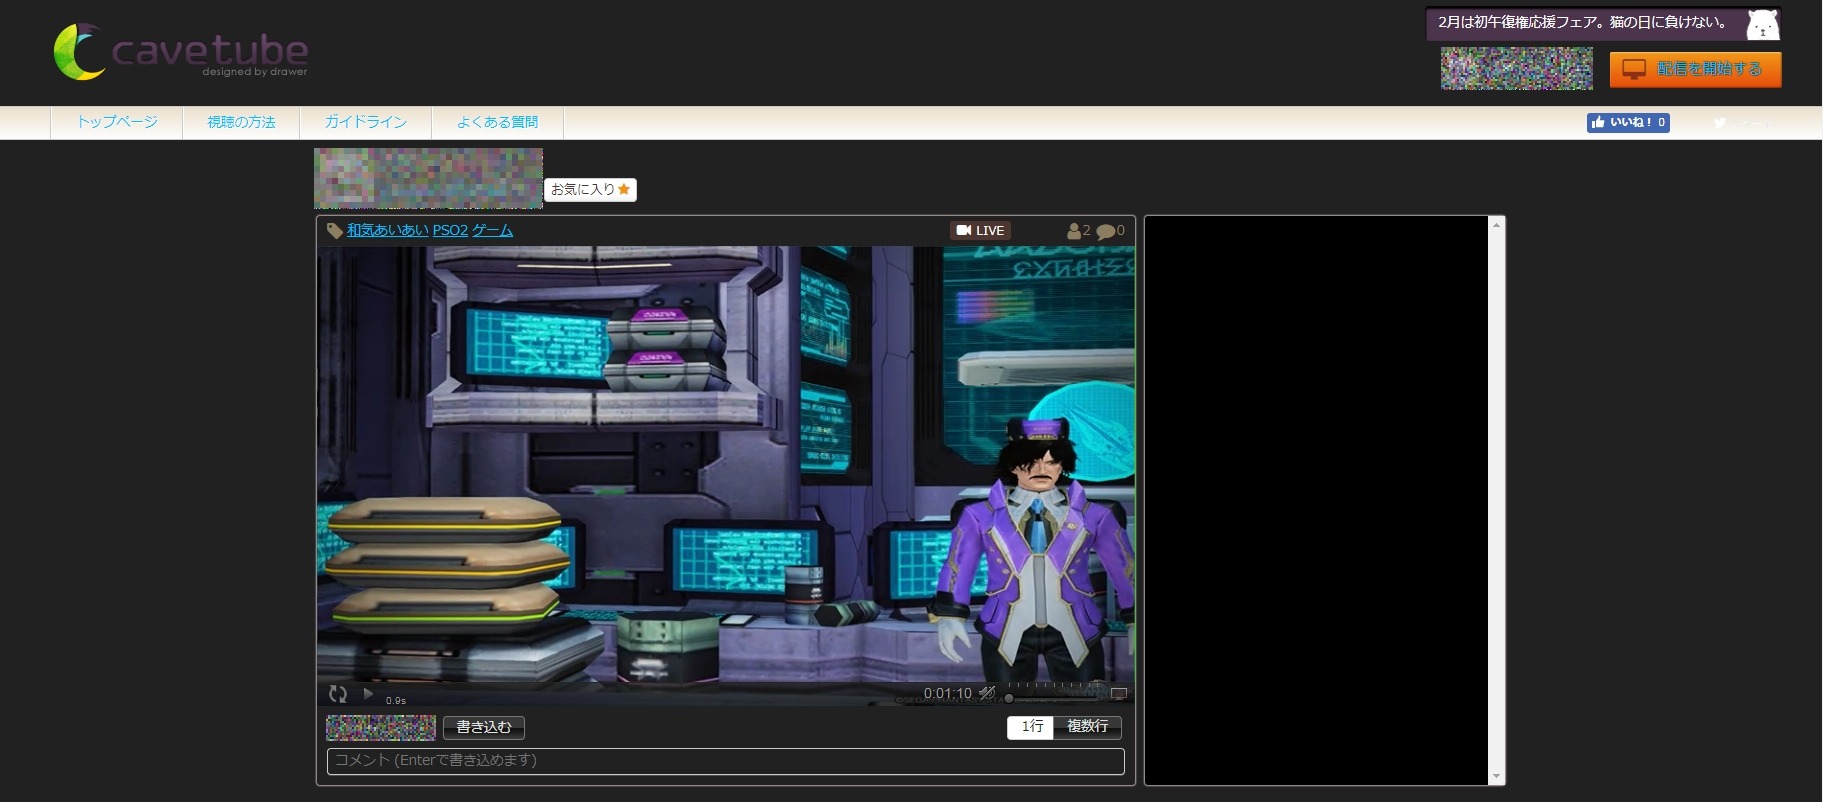 cavetube
designed by drawer
2月は初午復権応援フェア。猫の日に負けない。
配信を開始する
トップページ
視聴の方法
ガイドライン
よくある質問
いいね！ 0
お気に入り
和気あいあい PSO2 ゲーム
LIVE
2
0
0.9s
0:01:10
書き込む
1行
複数行
コメント (Enterで書き込めます)